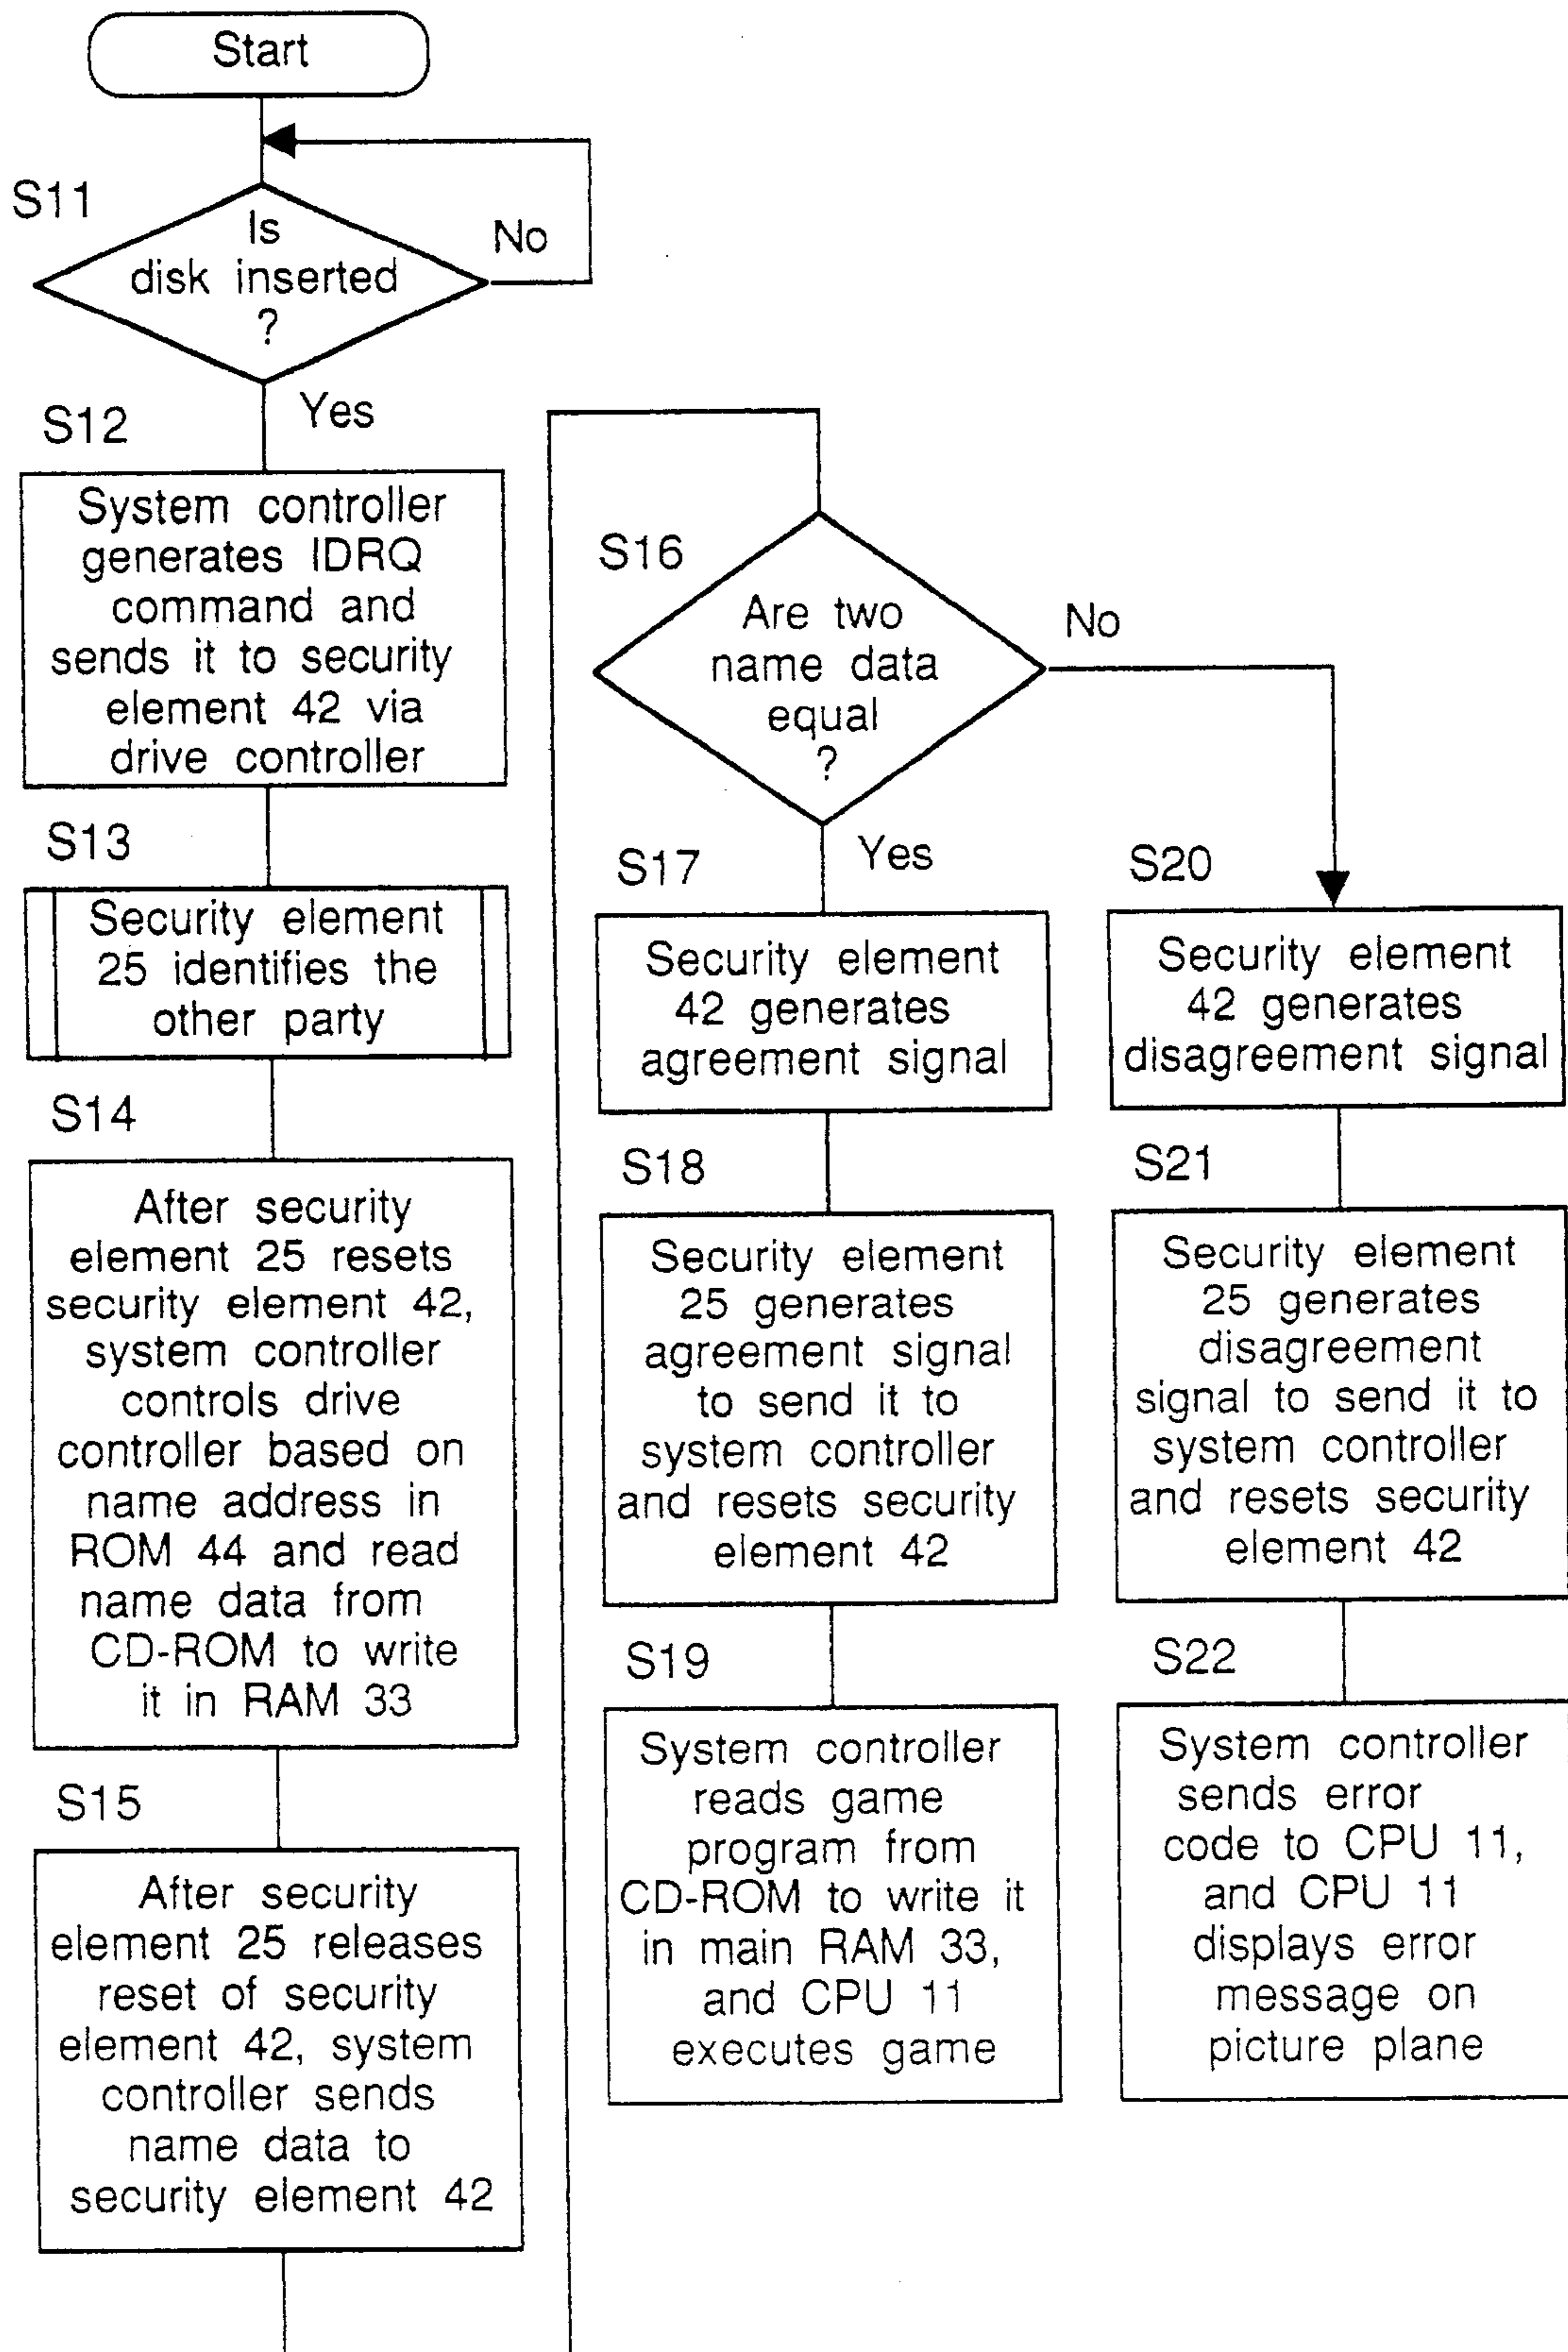 Start
S11
Is
disk inserted
?
No
Yes
S12
System controller
generates IDRQ
command and
sends it to security
element 42 via
drive controller
S13
Security element
25 identifies the
other party
S14
After security
element 25 resets
security element 42,
system controller
controls drive
controller based on
name address in
ROM 44 and read
name data from
CD-ROM to write
it in RAM 33
S15
After security
element 25 releases
reset of security
element 42, system
controller sends
name data to
security element 42
S16
Are two
name data
equal
?
No
Yes
S17
Security element
42 generates
agreement signal
S18
Security element
25 generates
agreement signal
to send it to
system controller
and resets security
element 42
S19
System controller
reads game
program from
CD-ROM to write it
in main RAM 33,
and CPU 11
executes game
S20
Security element
42 generates
disagreement signal
S21
Security element
25 generates
disagreement
signal to send it to
system controller
and resets security
element 42
S22
System controller
sends error
code to CPU 11,
and CPU 11
displays error
message on
picture plane